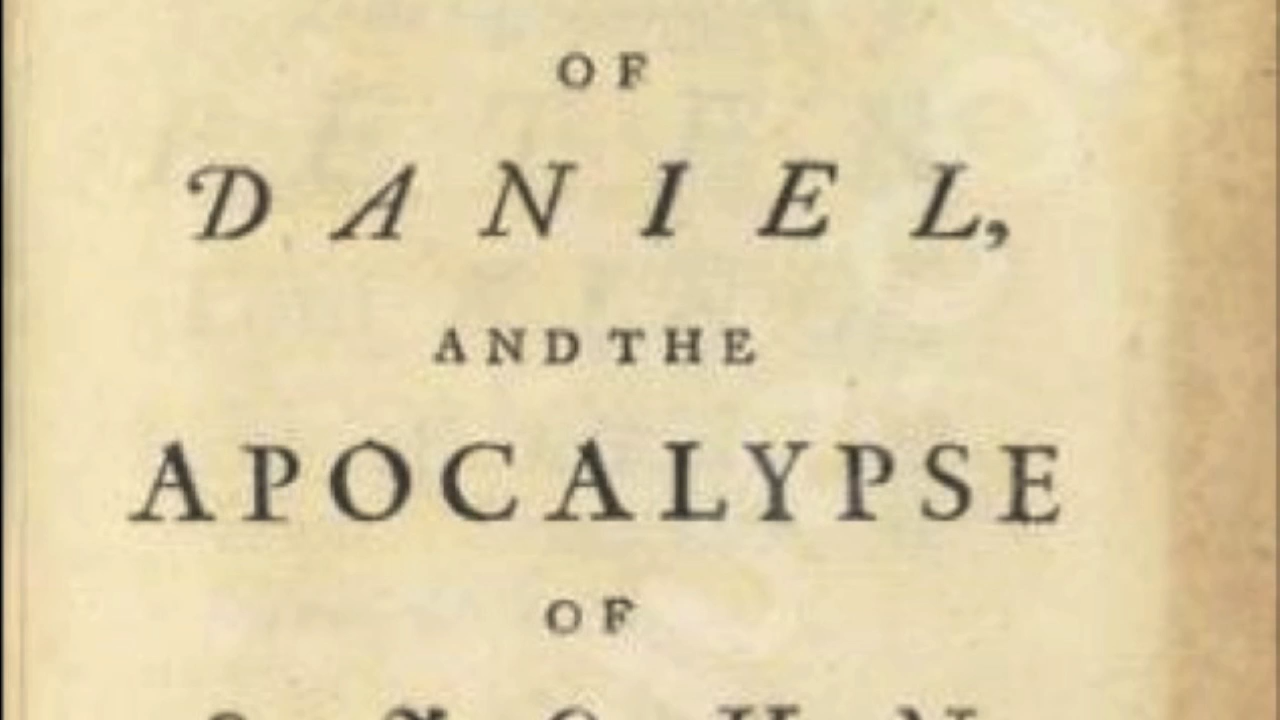 OF
DANIEL,
AND THE
APOCALYPSE
OF